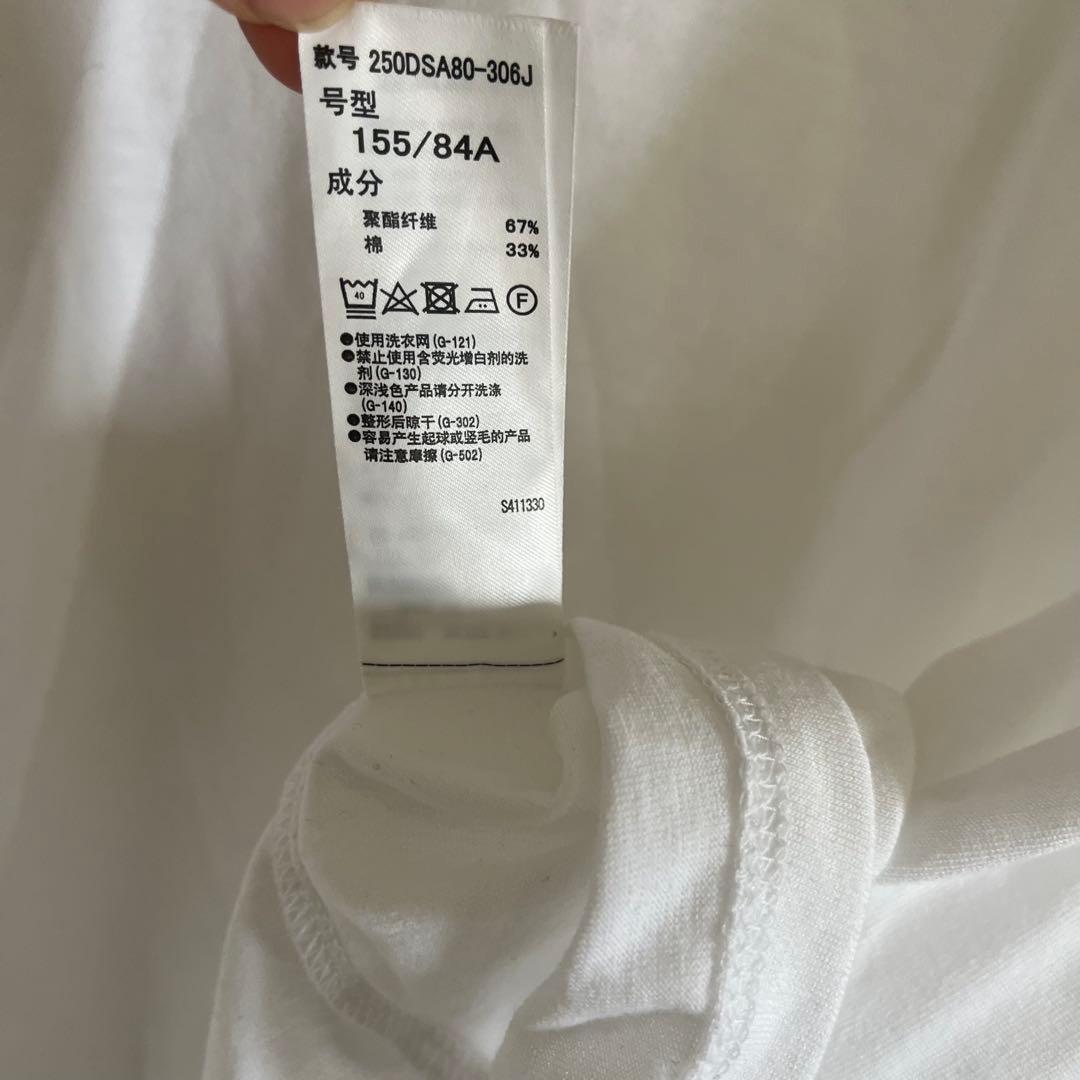 款号 250DSA80-306J
号型
155/84A
成分
聚酯纤维 67%
棉 33%
40 F
●使用洗衣网(G-121)
●禁止使用含荧光增白剂的洗
剂(G-130)
●深浅色产品请分开洗涤
(G-140)
●整形后晾干(G-302)
●容易产生起球或竖毛的产品
请注意摩擦(G-502)
S411330